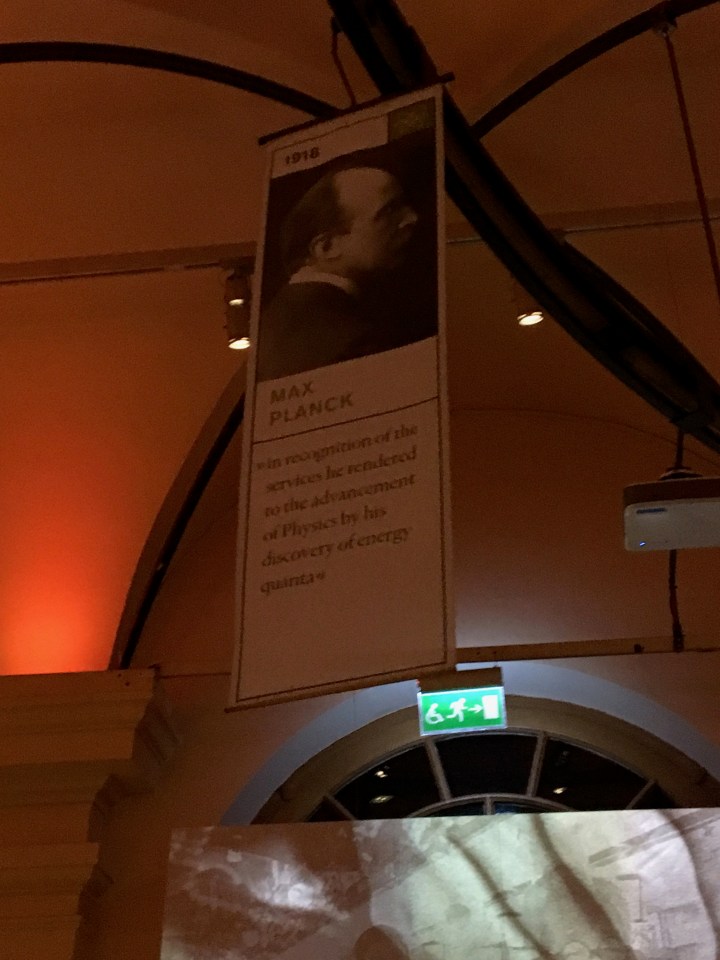 1918
MAX
PLANCK
»in recognition of the
services he rendered
to the advancement
of Physics by his
discovery of energy
quanta«